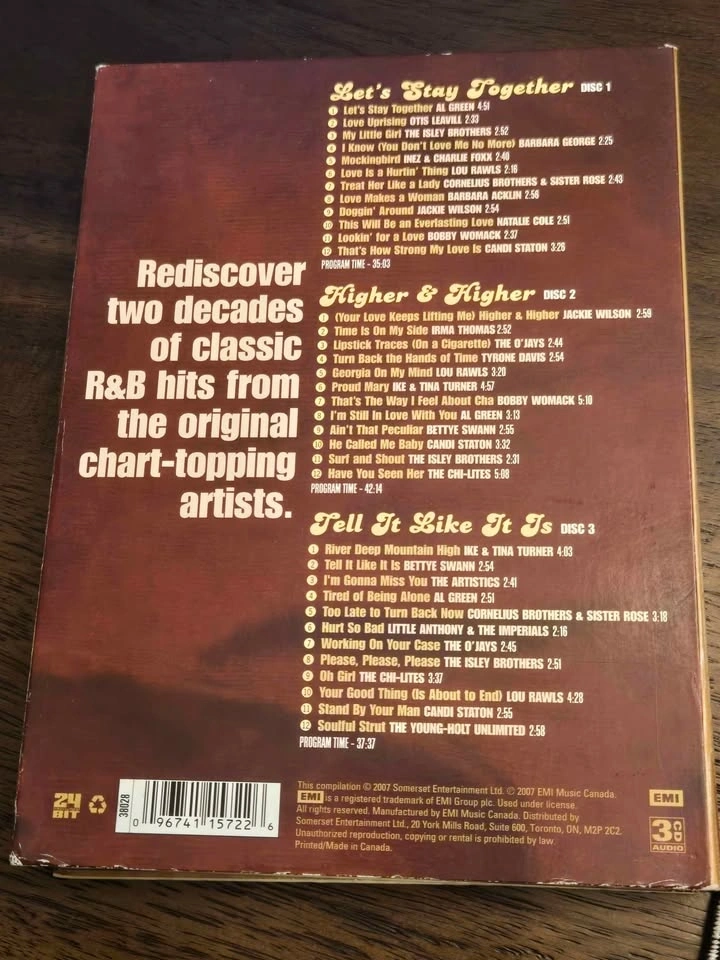 Let's Stay Together DISC 1
1 Let's Stay Together AL GREEN 4:51
2 Love Uprising OTIS LEAVILL 2:33
3 My Little Girl THE ISLEY BROTHERS 2:52
4 I Know (You Don't Love Me No More) BARBARA GEORGE 2:25
5 Mockingbird INEZ & CHARLIE FOXX 2:40
6 Love Is a Hurtin' Thing LOU RAWLS 2:16
7 Treat Her Like a Lady CORNELIUS BROTHERS & SISTER ROSE 2:43
8 Love Makes a Woman BARBARA ACKLIN 2:56
9 Doggin' Around JACKIE WILSON 2:54
10 This Will Be an Everlasting Love NATALIE COLE 2:51
11 Lookin' for a Love BOBBY WOMACK 2:37
12 That's How Strong My Love Is CANDI STATON 3:26
PROGRAM TIME - 35:03
Rediscover
two decades
of classic
R&B hits from
the original
chart-topping
artists.
Higher & Higher DISC 2
1 (Your Love Keeps Lifting Me) Higher & Higher JACKIE WILSON 2:59
2 Time Is On My Side IRMA THOMAS 2:52
3 Lipstick Traces (On a Cigarette) THE O'JAYS 2:44
4 Turn Back the Hands of Time TYRONE DAVIS 2:54
5 Georgia On My Mind LOU RAWLS 3:20
6 Proud Mary IKE & TINA TURNER 4:57
7 That's The Way I Feel About Cha BOBBY WOMACK 5:10
8 I'm Still In Love With You AL GREEN 3:13
9 Ain't That Peculiar BETTYE SWANN 2:55
10 He Called Me Baby CANDI STATON 3:32
11 Surf and Shout THE ISLEY BROTHERS 2:31
12 Have You Seen Her THE CHI-LITES 5:08
PROGRAM TIME - 42:14
Tell It Like It Is DISC 3
1 River Deep Mountain High IKE & TINA TURNER 4:03
2 Tell It Like It Is BETTYE SWANN 2:54
3 I'm Gonna Miss You THE ARTISTICS 2:41
4 Tired of Being Alone AL GREEN 2:51
5 Too Late to Turn Back Now CORNELIUS BROTHERS & SISTER ROSE 3:18
6 Hurt So Bad LITTLE ANTHONY & THE IMPERIALS 2:16
7 Working On Your Case THE O'JAYS 2:45
8 Please, Please, Please THE ISLEY BROTHERS 2:51
9 Oh Girl THE CHI-LITES 3:37
10 Your Good Thing (Is About to End) LOU RAWLS 4:28
11 Stand By Your Man CANDI STATON 2:55
12 Soulful Strut THE YOUNG-HOLT UNLIMITED 2:58
PROGRAM TIME - 37:37
24 BIT
38028
0 96741 15722 6
This compilation © 2007 Somerset Entertainment Ltd. ℗ 2007 EMI Music Canada.
EMI is a registered trademark of EMI Group plc. Used under license.
All rights reserved. Manufactured by EMI Music Canada. Distributed by
Somerset Entertainment Ltd., 20 York Mills Road, Suite 600, Toronto, ON, M2P 2C2.
Unauthorized reproduction, copying or rental is prohibited by law.
Printed/Made in Canada.
EMI
3 CD
AUDIO